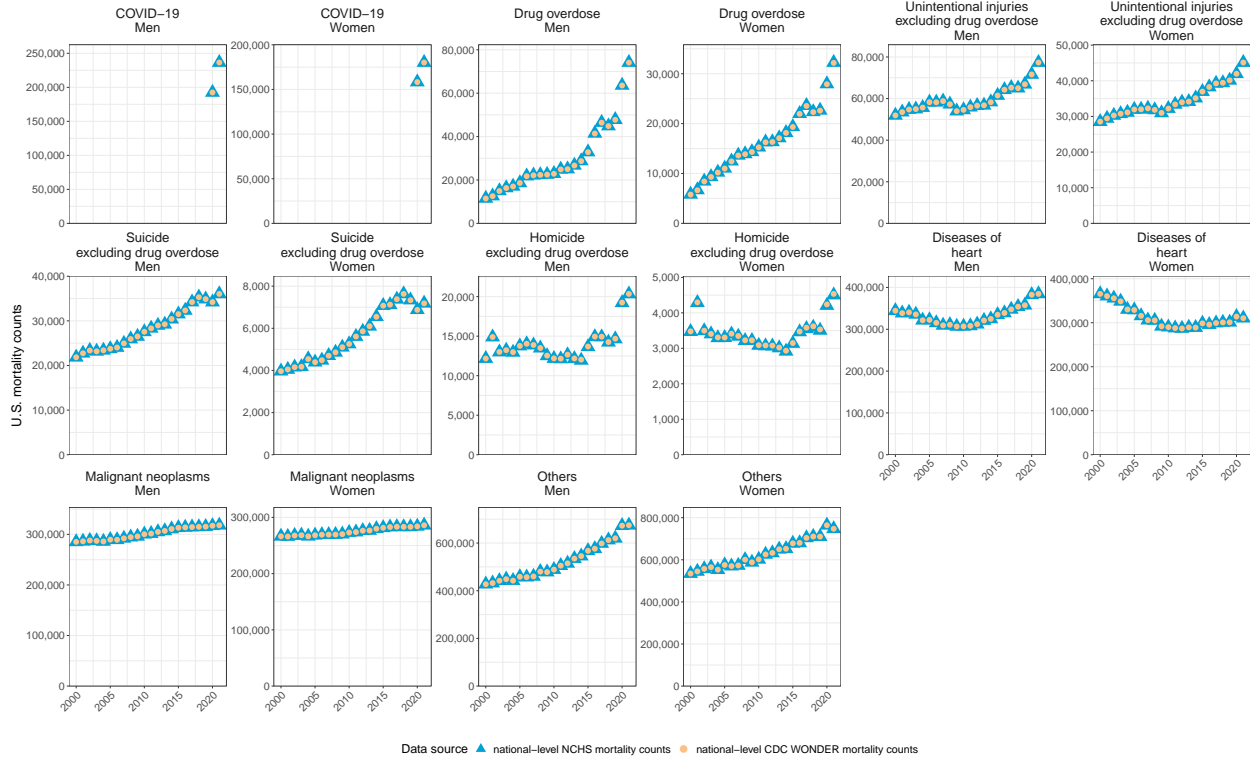 COVID−19
Men
COVID−19
Women
Drug overdose
Men
Drug overdose
Women
Unintentional injuries
excluding drug overdose
Men
Unintentional injuries
excluding drug overdose
Women
250,000
200,000
150,000
100,000
50,000
0
200,000
175,000
150,000
125,000
100,000
75,000
50,000
25,000
0
80,000
60,000
40,000
20,000
0
30,000
20,000
10,000
0
80,000
60,000
40,000
20,000
0
50,000
40,000
30,000
20,000
10,000
0
Suicide
excluding drug overdose
Men
Suicide
excluding drug overdose
Women
Homicide
excluding drug overdose
Men
Homicide
excluding drug overdose
Women
Diseases of
heart
Men
Diseases of
heart
Women
U.S. mortality counts
40,000
30,000
20,000
10,000
0
8,000
6,000
4,000
2,000
0
20,000
15,000
10,000
5,000
0
5,000
4,000
3,000
2,000
1,000
0
400,000
300,000
200,000
100,000
0
400,000
300,000
200,000
100,000
0
2000
2005
2010
2015
2020
2000
2005
2010
2015
2020
Malignant neoplasms
Men
Malignant neoplasms
Women
Others
Men
Others
Women
300,000
200,000
100,000
0
300,000
200,000
100,000
0
600,000
400,000
200,000
0
800,000
600,000
400,000
200,000
0
2000
2005
2010
2015
2020
2000
2005
2010
2015
2020
2000
2005
2010
2015
2020
2000
2005
2010
2015
2020
Data source national−level NCHS mortality counts national−level CDC WONDER mortality counts